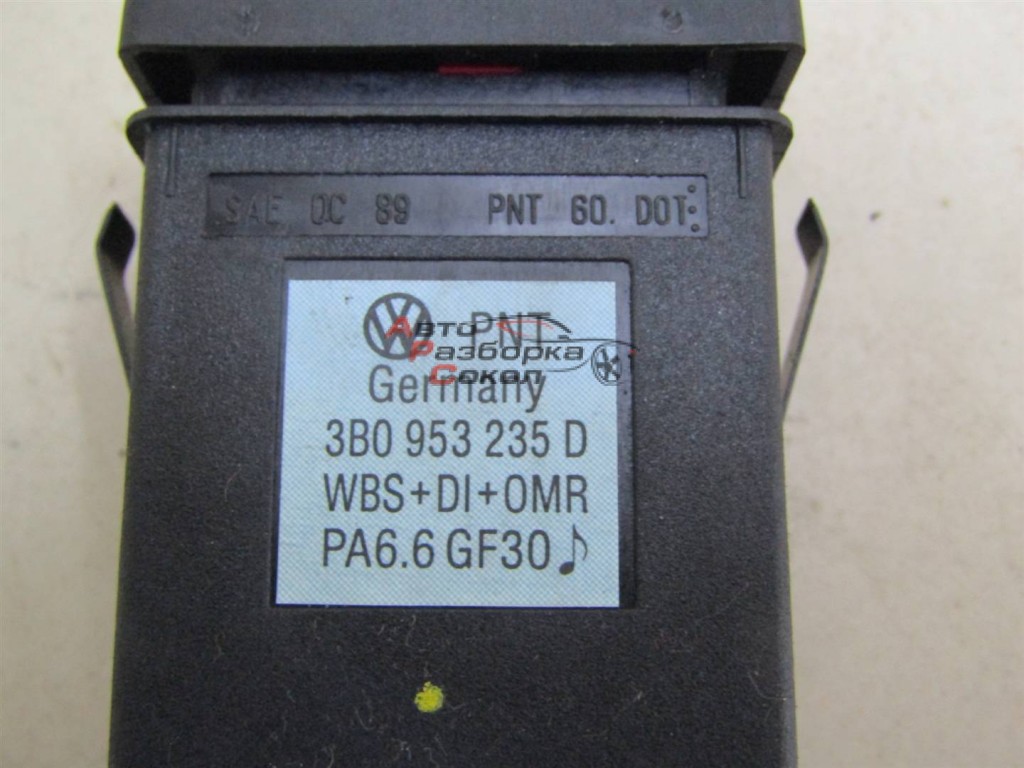 SAE QC 89 PNT 60. DOT
PNT
Авто
Разборка
Сокол
Germany
3B0 953 235 D
WBS+DI+OMR
PA6.6 GF30